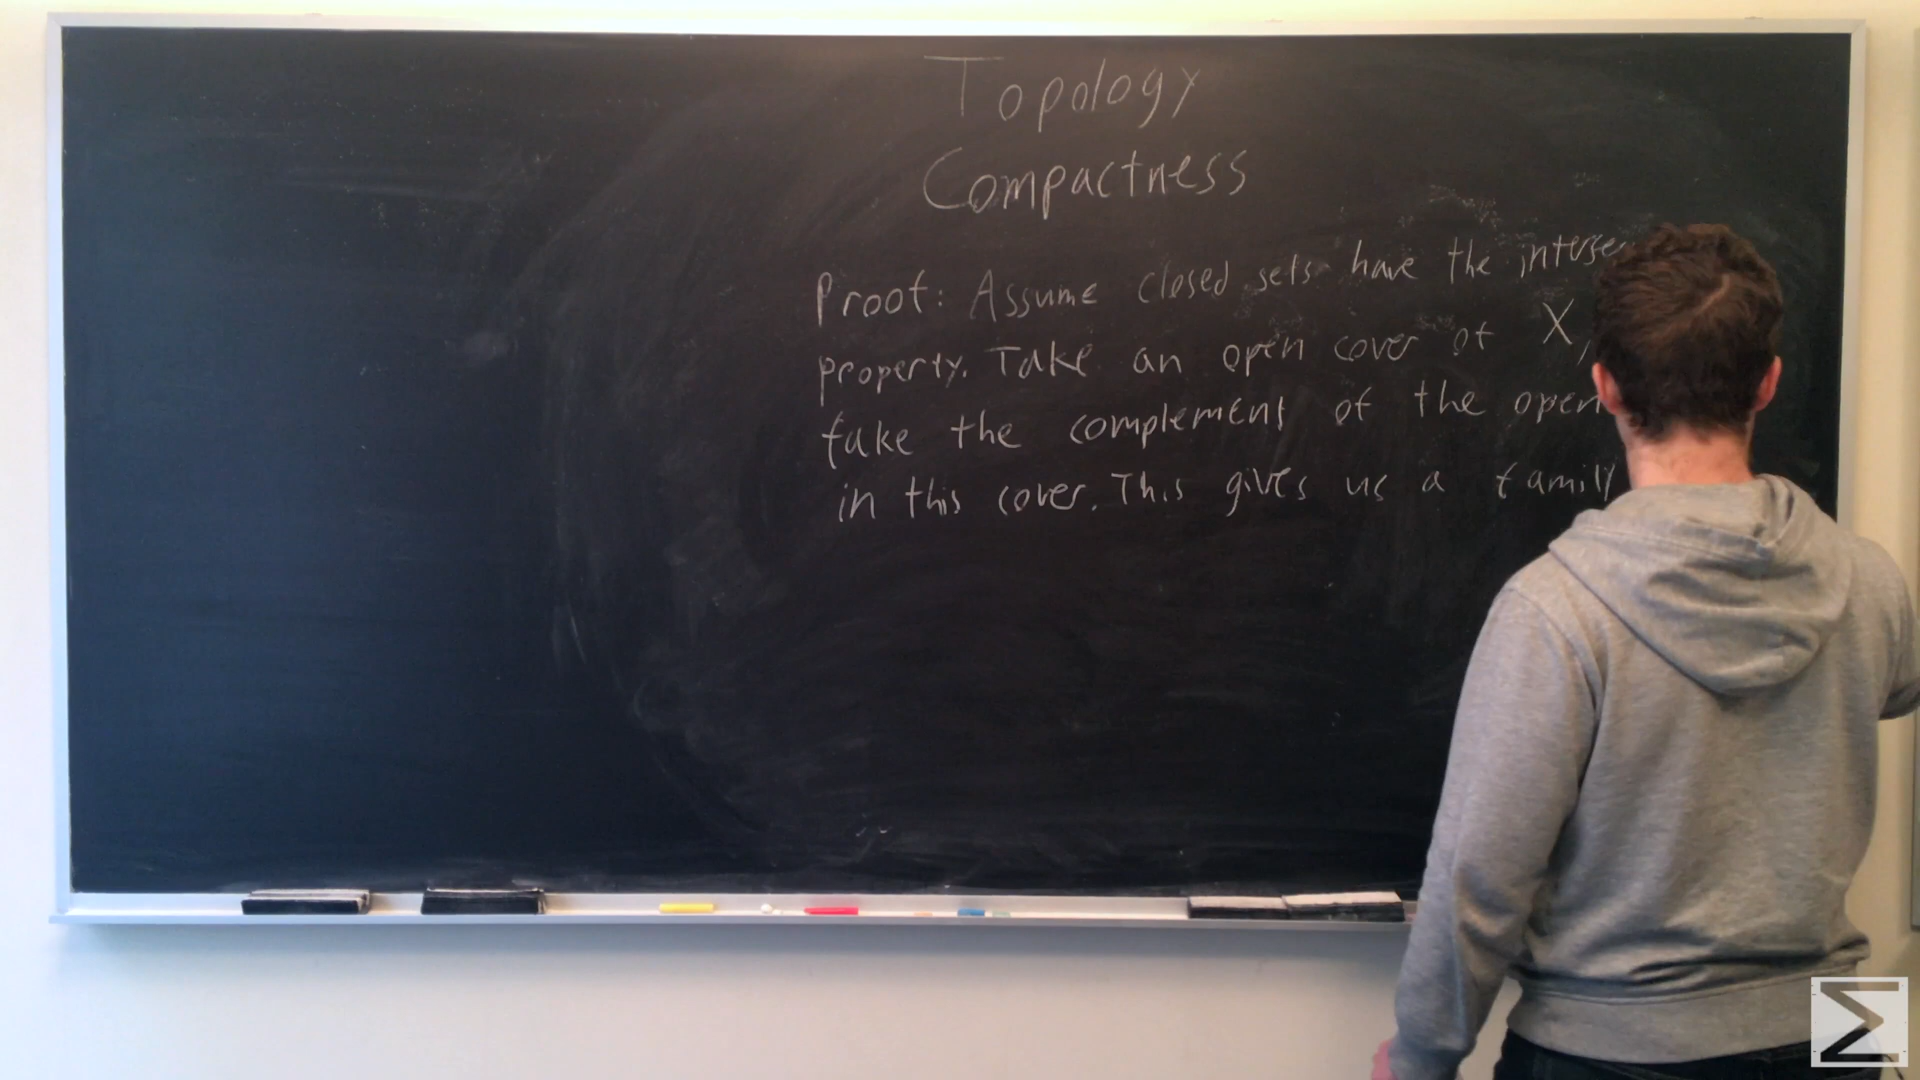 Topology
Compactness
Proof: Assume closed sets have the interse
property. Take an open cover of X,
take the complement of the open
in this cover. This gives us a family
Σ